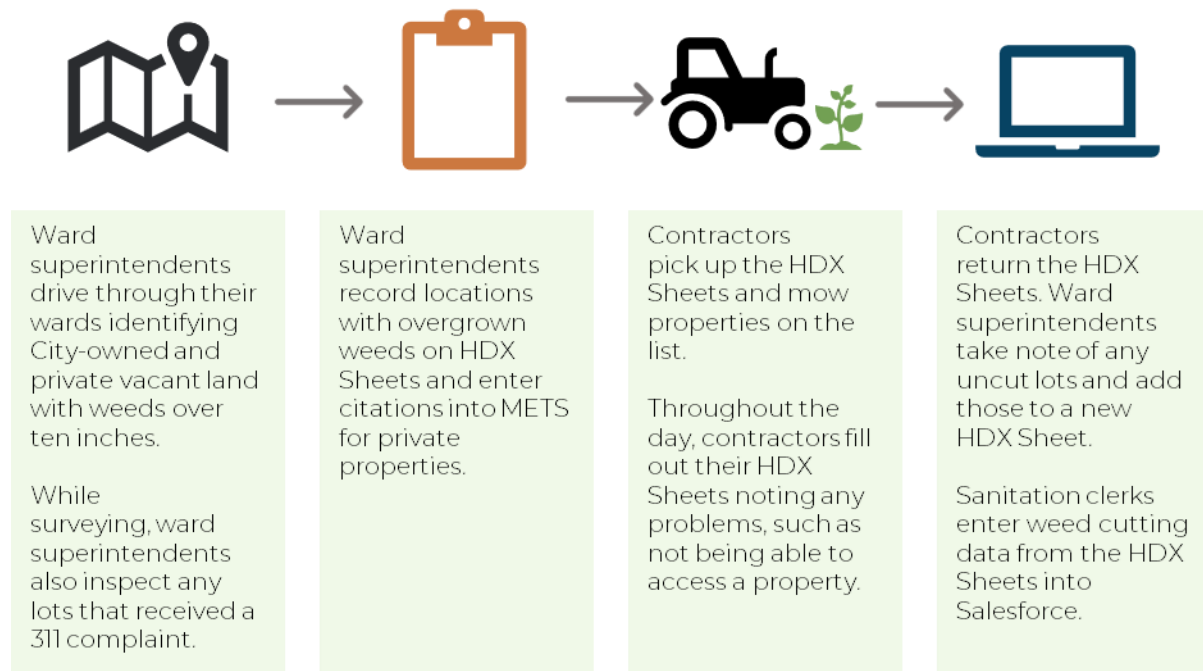 Ward
superintendents
drive through their
wards identifying
City-owned and
private vacant land
with weeds over
ten inches.
While
surveying, ward
superintendents
also inspect any
lots that received a
311 complaint.
Ward
superintendents
record locations
with overgrown
weeds on HDX
Sheets and enter
citations into METS
for private
properties.
Contractors
pick up the HDX
Sheets and mow
properties on the
list.
Throughout the
day, contractors fill
out their HDX
Sheets noting any
problems, such as
not being able to
access a property.
Contractors
return the HDX
Sheets. Ward
superintendents
take note of any
uncut lots and add
those to a new
HDX Sheet.
Sanitation clerks
enter weed cutting
data from the HDX
Sheets into
Salesforce.